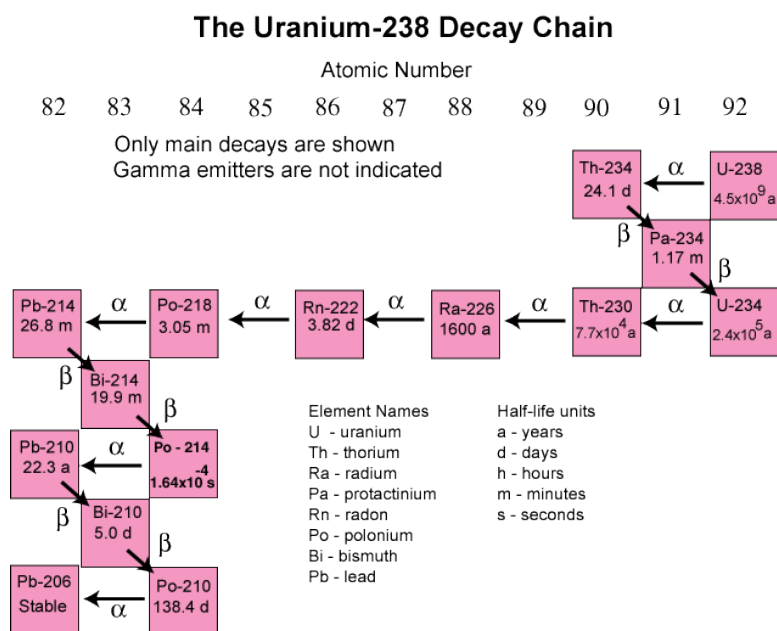 The Uranium-238 Decay Chain
Atomic Number
82 83 84 85 86 87 88 89 90 91 92
Only main decays are shown
Gamma emitters are not indicated
Th-234 α U-238
24.1 d 4.5x10⁹ a
β Pa-234
1.17 m β
Pb-214 α Po-218 α Rn-222 α Ra-226 α Th-230 α U-234
26.8 m 3.05 m 3.82 d 1600 a 7.7x10⁴a 2.4x10⁵a
β Bi-214
19.9 m β
Pb-210 α Po - 214
22.3 a 1.64x10⁻⁴ s
β Bi-210
5.0 d β
Pb-206 α Po-210
Stable 138.4 d
Element Names
U - uranium
Th - thorium
Ra - radium
Pa - protactinium
Rn - radon
Po - polonium
Bi - bismuth
Pb - lead
Half-life units
a - years
d - days
h - hours
m - minutes
s - seconds